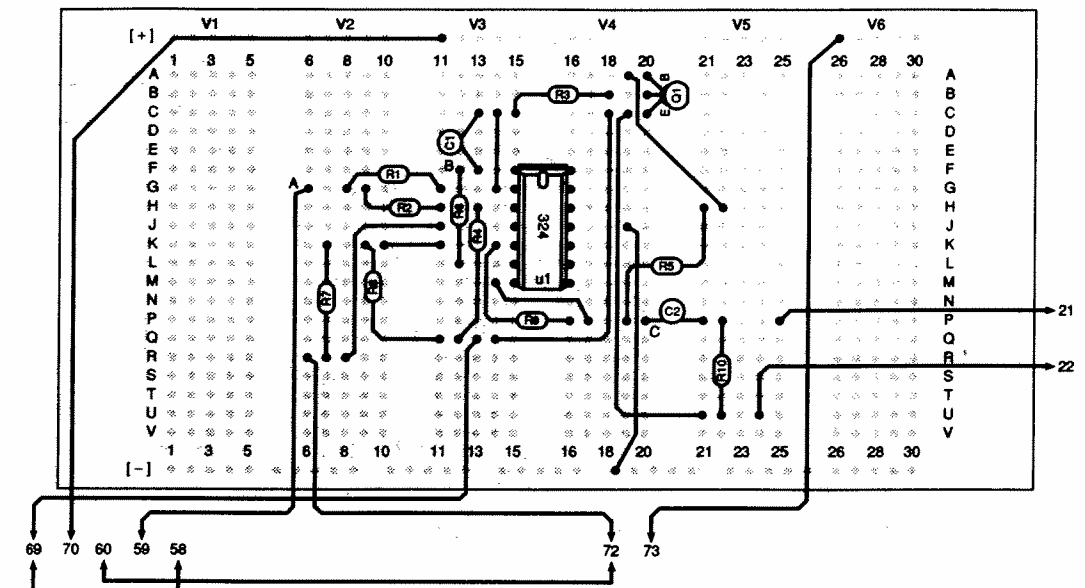 V1 V2 V3 V4 V5 V6
[+]
1 3 5 6 8 10 11 13 15 16 18 20 21 23 25 26 28 30
A B A
B R3 Q1 B
C E C
D D
E C1 E
F B F
G A R1 G
H R2 H
J R4 324 J
K K
L R5 L
M u1 M
N R7 N
P R9 C2 P 21
Q C Q
R R10 R
S S 22
T T
U U
V V
1 3 5 6 8 10 11 13 15 16 18 20 21 23 25 26 28 30
[-]
69 70 60 59 58 72 73